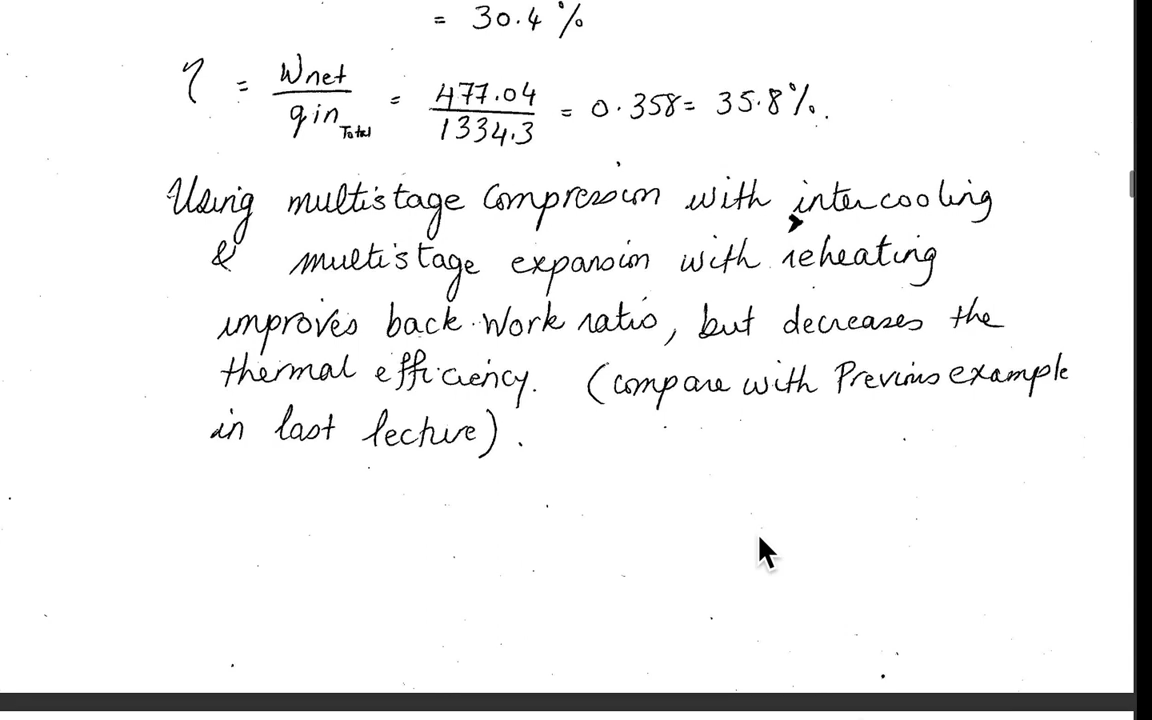 = 30.4 %
η = Wnet / qin Total = 477.04 / 1334.3 = 0.358 = 35.8%.
Using multistage Compression with intercooling
& multistage expansion with reheating
improves back work ratio, but decreases the
thermal efficiency. (compare with Previous example
in last lecture).